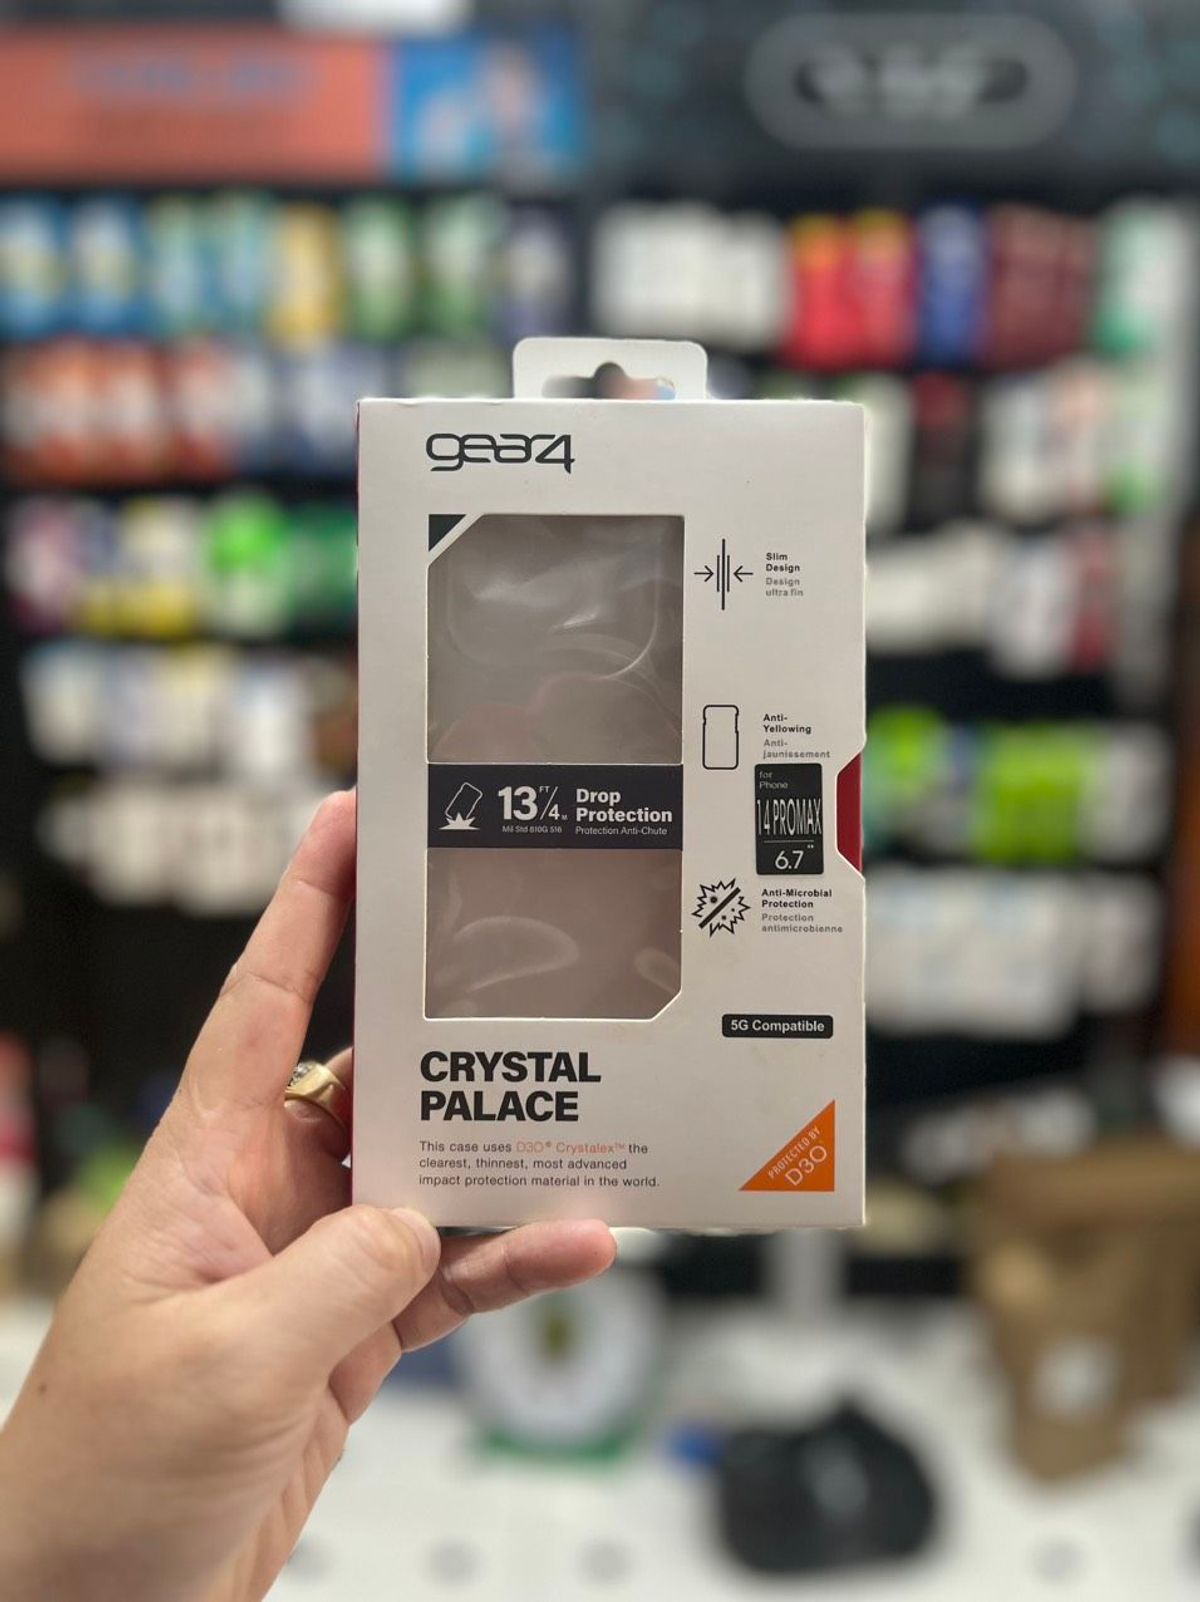 gear4
Slim
Design
Design
ultra fin
Anti-
Yellowing
Anti-
jaunissement
for
Phone
14 PROMAX
6.7"
13FT/4M
Mil Std 810G 516
Drop
Protection
Protection Anti-Chute
Anti-Microbial
Protection
Protection
antimicrobienne
5G Compatible
CRYSTAL
PALACE
This case uses D3O® Crystalex™ the
clearest, thinnest, most advanced
impact protection material in the world.
PROTECTED BY
D3O